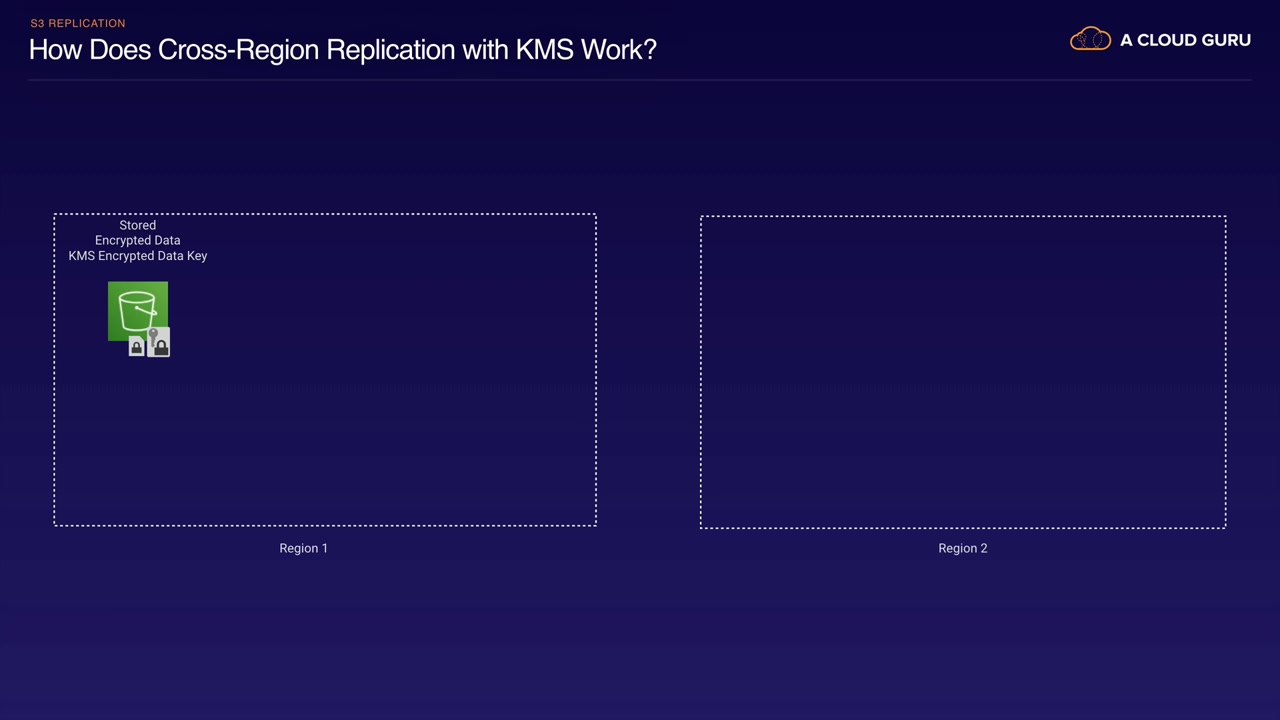 S3 REPLICATION
How Does Cross-Region Replication with KMS Work?
A CLOUD GURU
Stored
Encrypted Data
KMS Encrypted Data Key
Region 1
Region 2